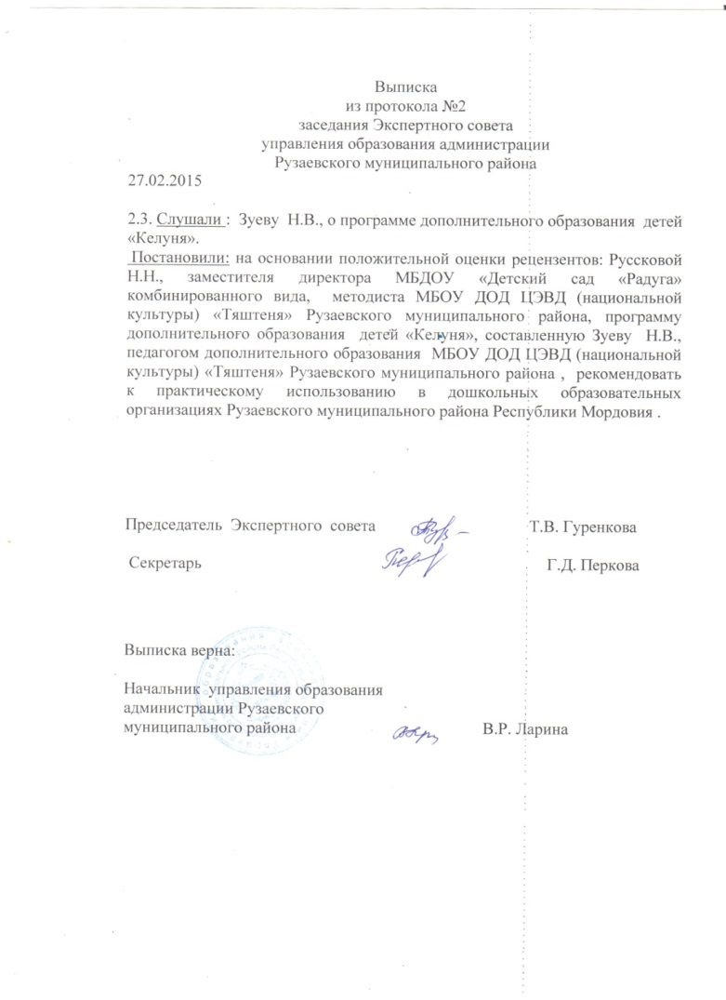 Выписка
из протокола №2
заседания Экспертного совета
управления образования администрации
Рузаевского муниципального района
27.02.2015
2.3. Слушали : Зуеву Н.В., о программе дополнительного образования детей
«Келуня».
Постановили: на основании положительной оценки рецензентов: Руссковой
Н.Н., заместителя директора МБДОУ «Детский сад «Радуга»
комбинированного вида, методиста МБОУ ДОД ЦЭВД (национальной
культуры) «Тяштеня» Рузаевского муниципального района, программу
дополнительного образования детей «Келуня», составленную Зуеву Н.В.,
педагогом дополнительного образования МБОУ ДОД ЦЭВД (национальной
культуры) «Тяштеня» Рузаевского муниципального района , рекомендовать
к практическому использованию в дошкольных образовательных
организациях Рузаевского муниципального района Республики Мордовия .
Председатель Экспертного совета Т.В. Гуренкова
Секретарь Г.Д. Перкова
Выписка верна:
Начальник управления образования
администрации Рузаевского
муниципального района В.Р. Ларина